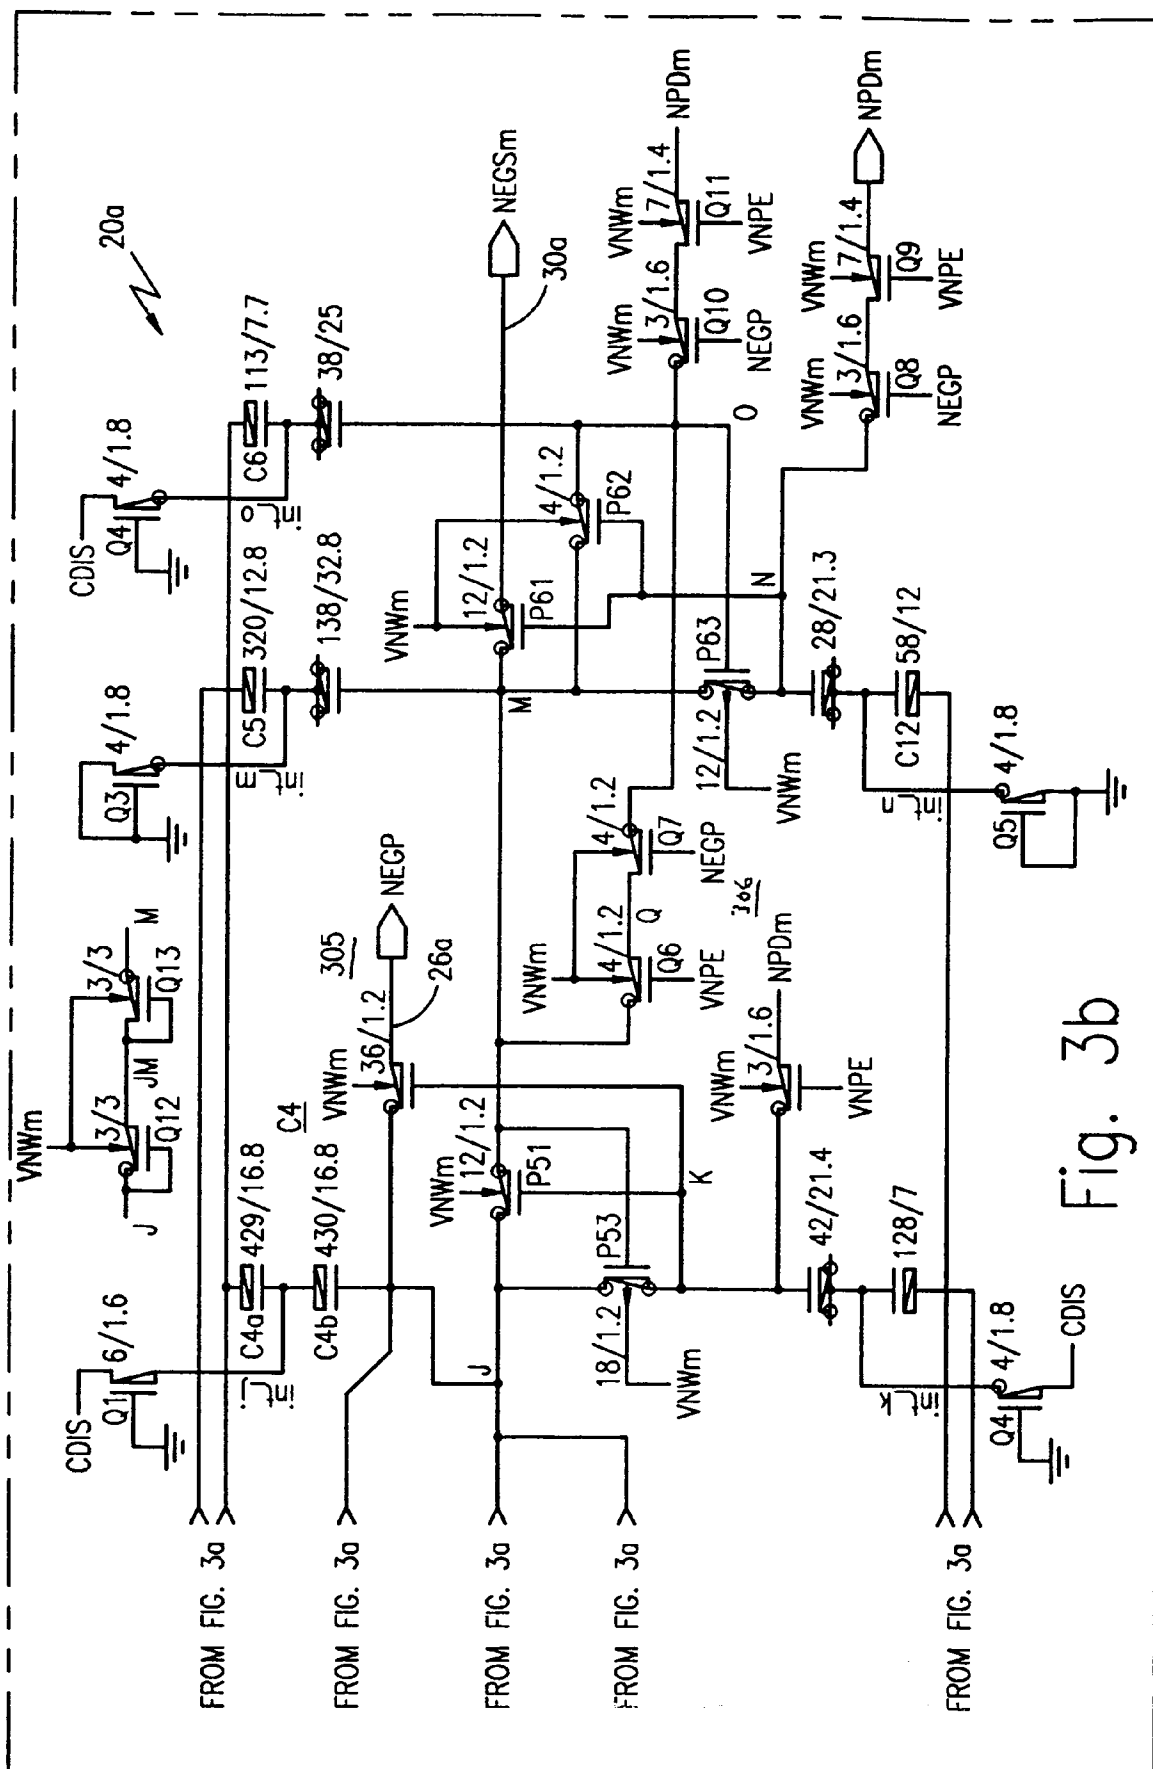 VNWm
J
3/3
Q12
JM
3/3
Q13
M
CDIS
Q1
6/1.6
int_j
C4a
429/16.8
C4b
430/16.8
C4
Q3
4/1.8
int_m
C5
320/12.8
138/32.8
CDIS
Q4
4/1.8
int_o
C6
113/7.7
38/25
20a
VNWm
36/1.2
305
26a
NEGP
VNWm
12/1.2
P51
J
K
P53
18/1.2
VNWm
VNWm
12/1.2
P61
M
4/1.2
P62
NEGSm
30a
VNWm
4/1.2
Q6
VNPE
Q
4/1.2
Q7
NEGP
306
12/1.2
P63
VNWm
N
O
VNWm
3/1.6
Q10
NEGP
VNWm
7/1.4
Q11
VNPE
NPDm
VNWm
3/1.6
Q8
NEGP
VNWm
7/1.4
Q9
VNPE
NPDm
VNWm
3/1.6
NPDm
VNPE
42/21.4
128/7
int_k
Q4
4/1.8
CDIS
28/21.3
C12
58/12
int_n
Q5
4/1.8
FROM FIG. 3a
FROM FIG. 3a
FROM FIG. 3a
FROM FIG. 3a
FROM FIG. 3a
Fig. 3b